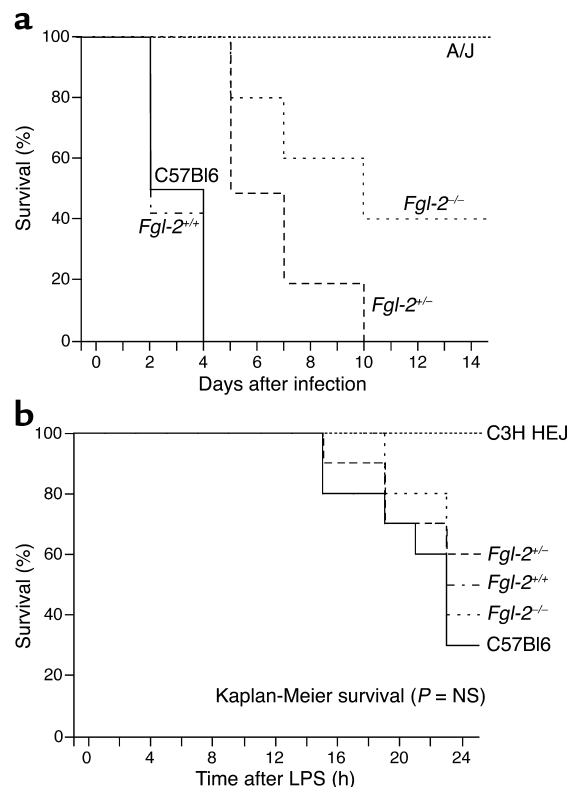 a
100
80
60
40
20
0
Survival (%)
A/J
C57Bl6
Fgl-2+/+
Fgl-2–/–
Fgl-2+/–
0 2 4 6 8 10 12 14
Days after infection
b
100
80
60
40
20
0
Survival (%)
C3H HEJ
Fgl-2+/–
Fgl-2+/+
Fgl-2–/–
C57Bl6
Kaplan-Meier survival (P = NS)
0 4 8 12 16 20 24
Time after LPS (h)